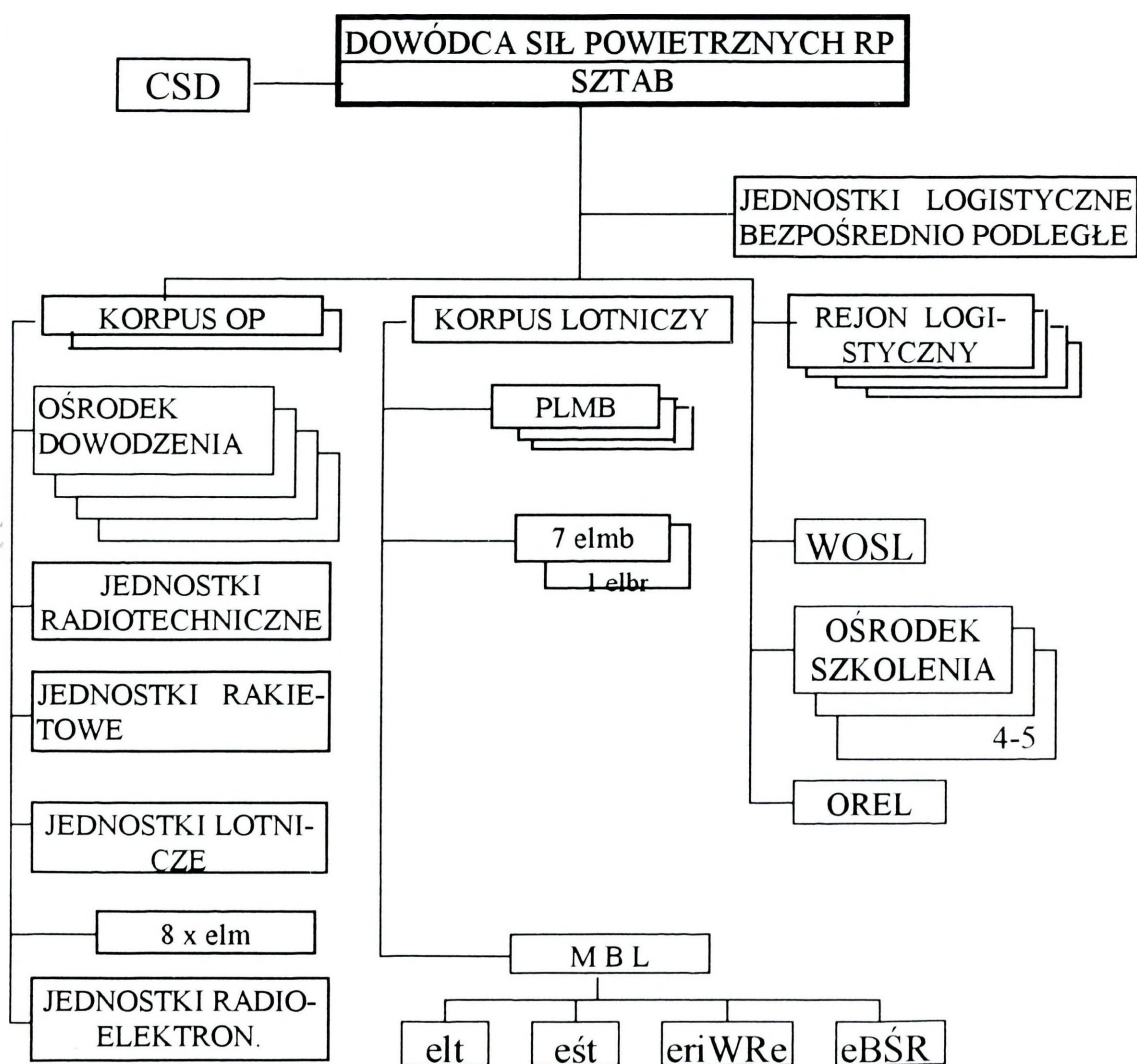 DOWÓDCA SIŁ POWIETRZNYCH RP
SZTAB
CSD
JEDNOSTKI LOGISTYCZNE
BEZPOŚREDNIO PODLEGŁE
KORPUS OP
OŚRODEK
DOWODZENIA
JEDNOSTKI
RADIOTECHNICZNE
JEDNOSTKI RAKIE-
TOWE
JEDNOSTKI LOTNI-
CZE
8 x elm
JEDNOSTKI RADIO-
ELEKTRON.
KORPUS LOTNICZY
PLMB
7 elmb
1 elbr
M B L
elt
eśt
eriWRe
eBŚR
REJON LOGI-
STYCZNY
WOSL
OŚRODEK
SZKOLENIA
4-5
OREL